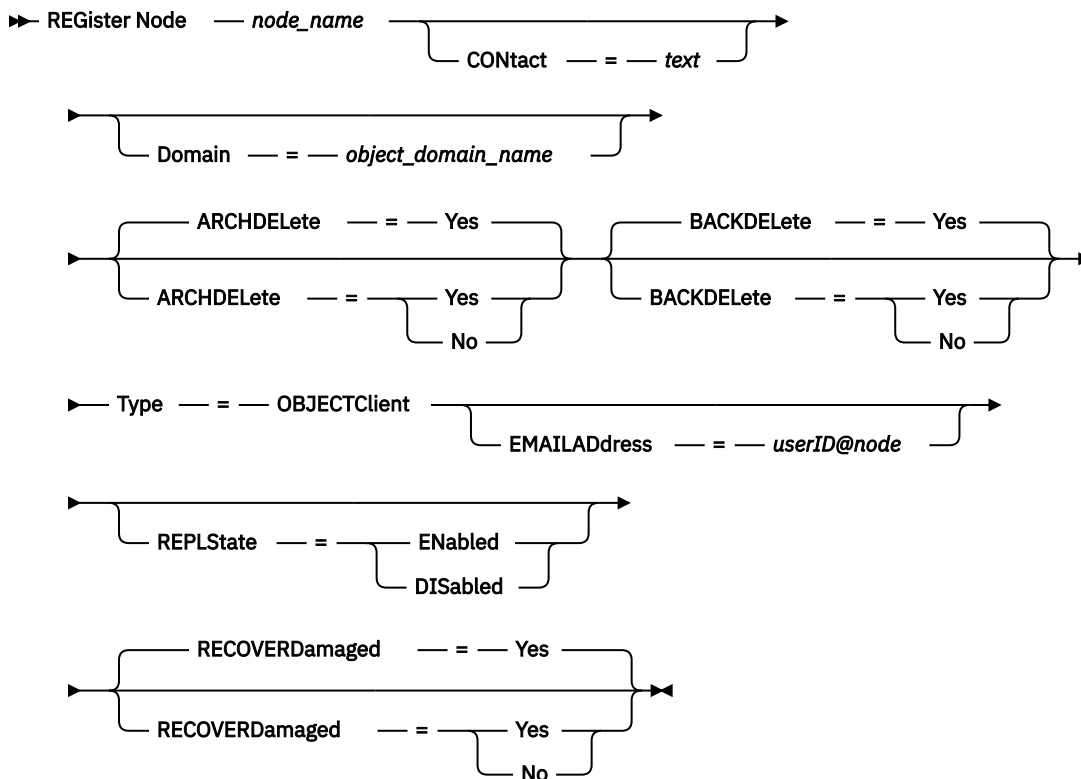 REGister Node — node_name
CONtact — = — text
Domain — = — object_domain_name
ARCHDELete — = — Yes BACKDELete — = — Yes
ARCHDELete — = — Yes BACKDELete — = — Yes
No No
Type — = — OBJECTClient
EMAILADdress — = — userID@node
REPLState — = — ENabled
DISabled
RECOVERDamaged — = — Yes
RECOVERDamaged — = — Yes
No